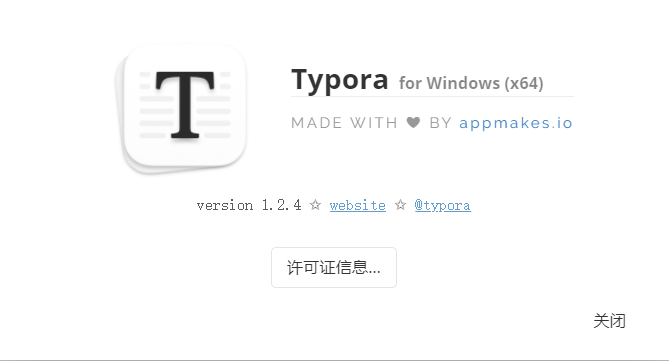 T
Typora for Windows (x64)
MADE WITH ♥ BY appmakes.io
version 1.2.4 ☆ website ☆ @typora
许可证信息...
关闭